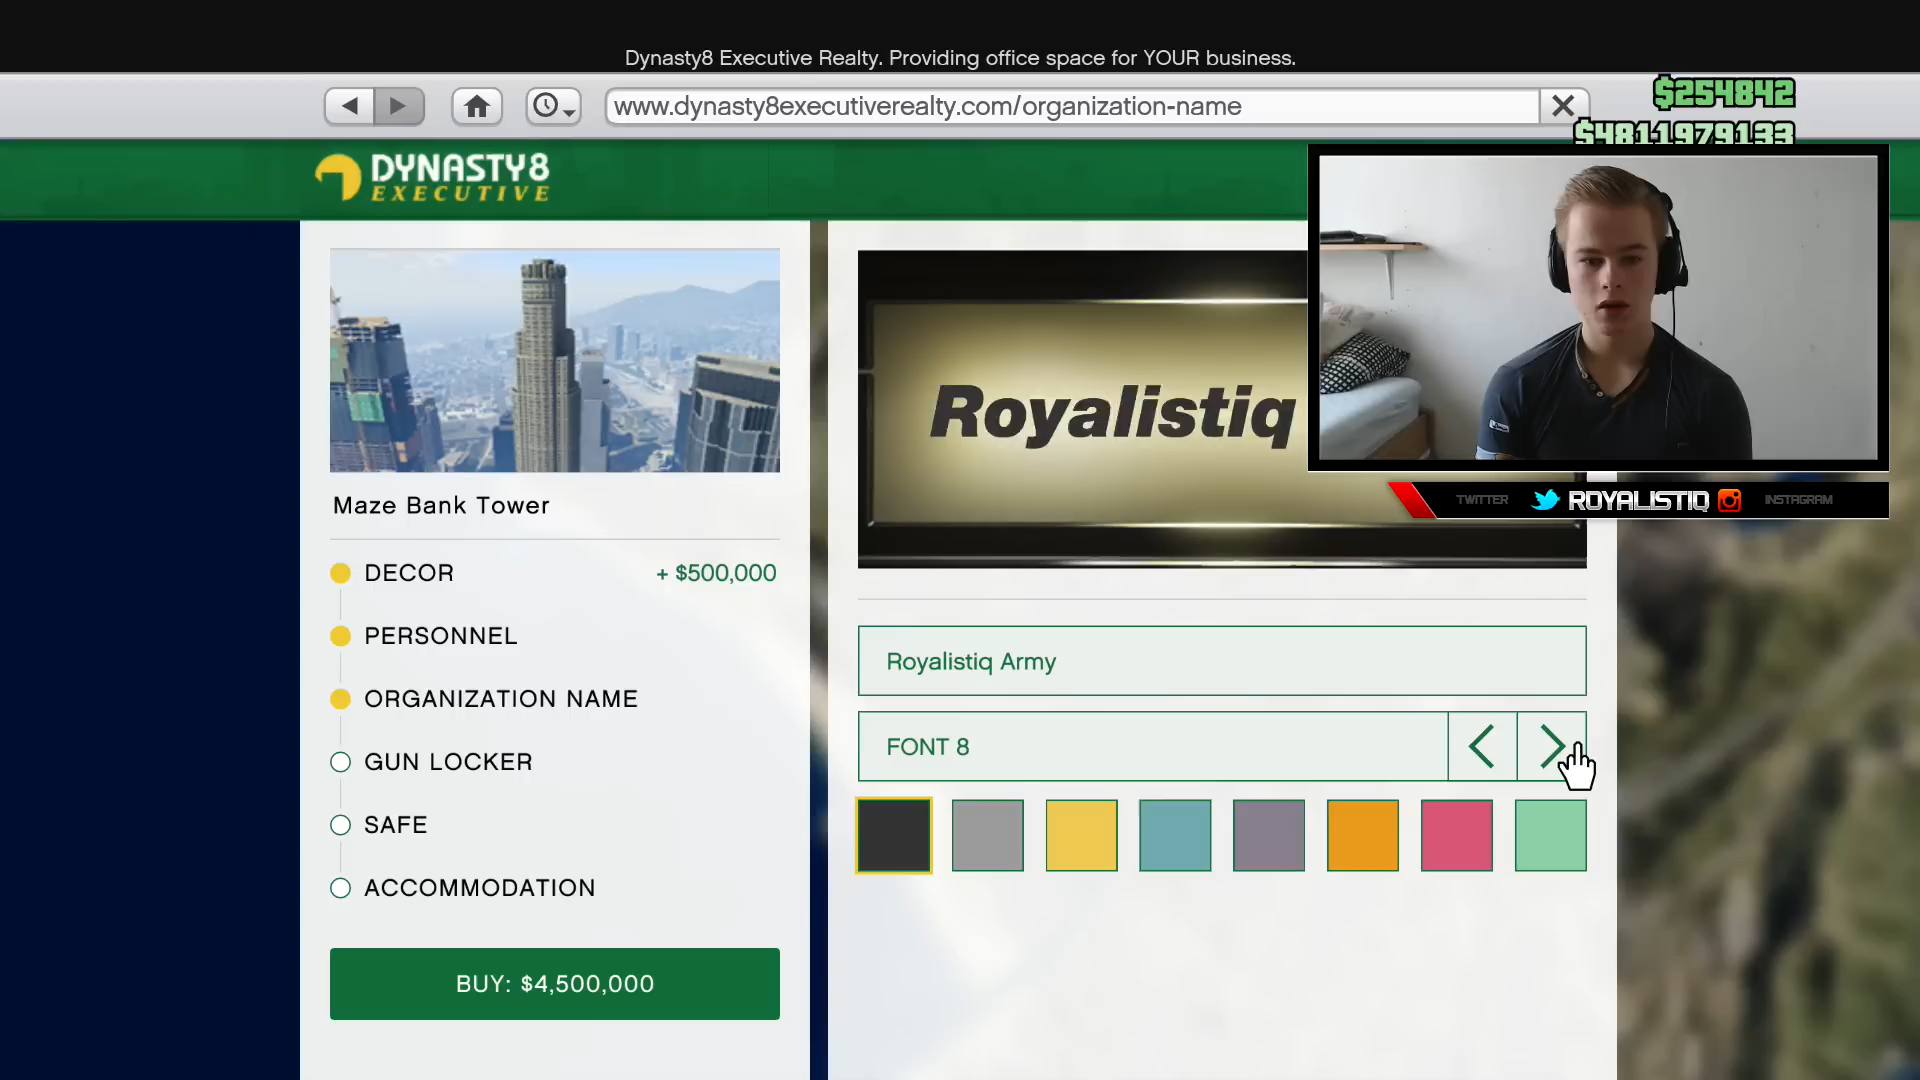 Dynasty8 Executive Realty. Providing office space for YOUR business.
www.dynasty8executiverealty.com/organization-name
$254842
$4811979133
DYNASTY8
EXECUTIVE
Maze Bank Tower
DECOR + $500,000
PERSONNEL
ORGANIZATION NAME
GUN LOCKER
SAFE
ACCOMMODATION
BUY: $4,500,000
Royalistiq
TWITTER ROYALISTIQ INSTAGRAM
Royalistiq Army
FONT 8